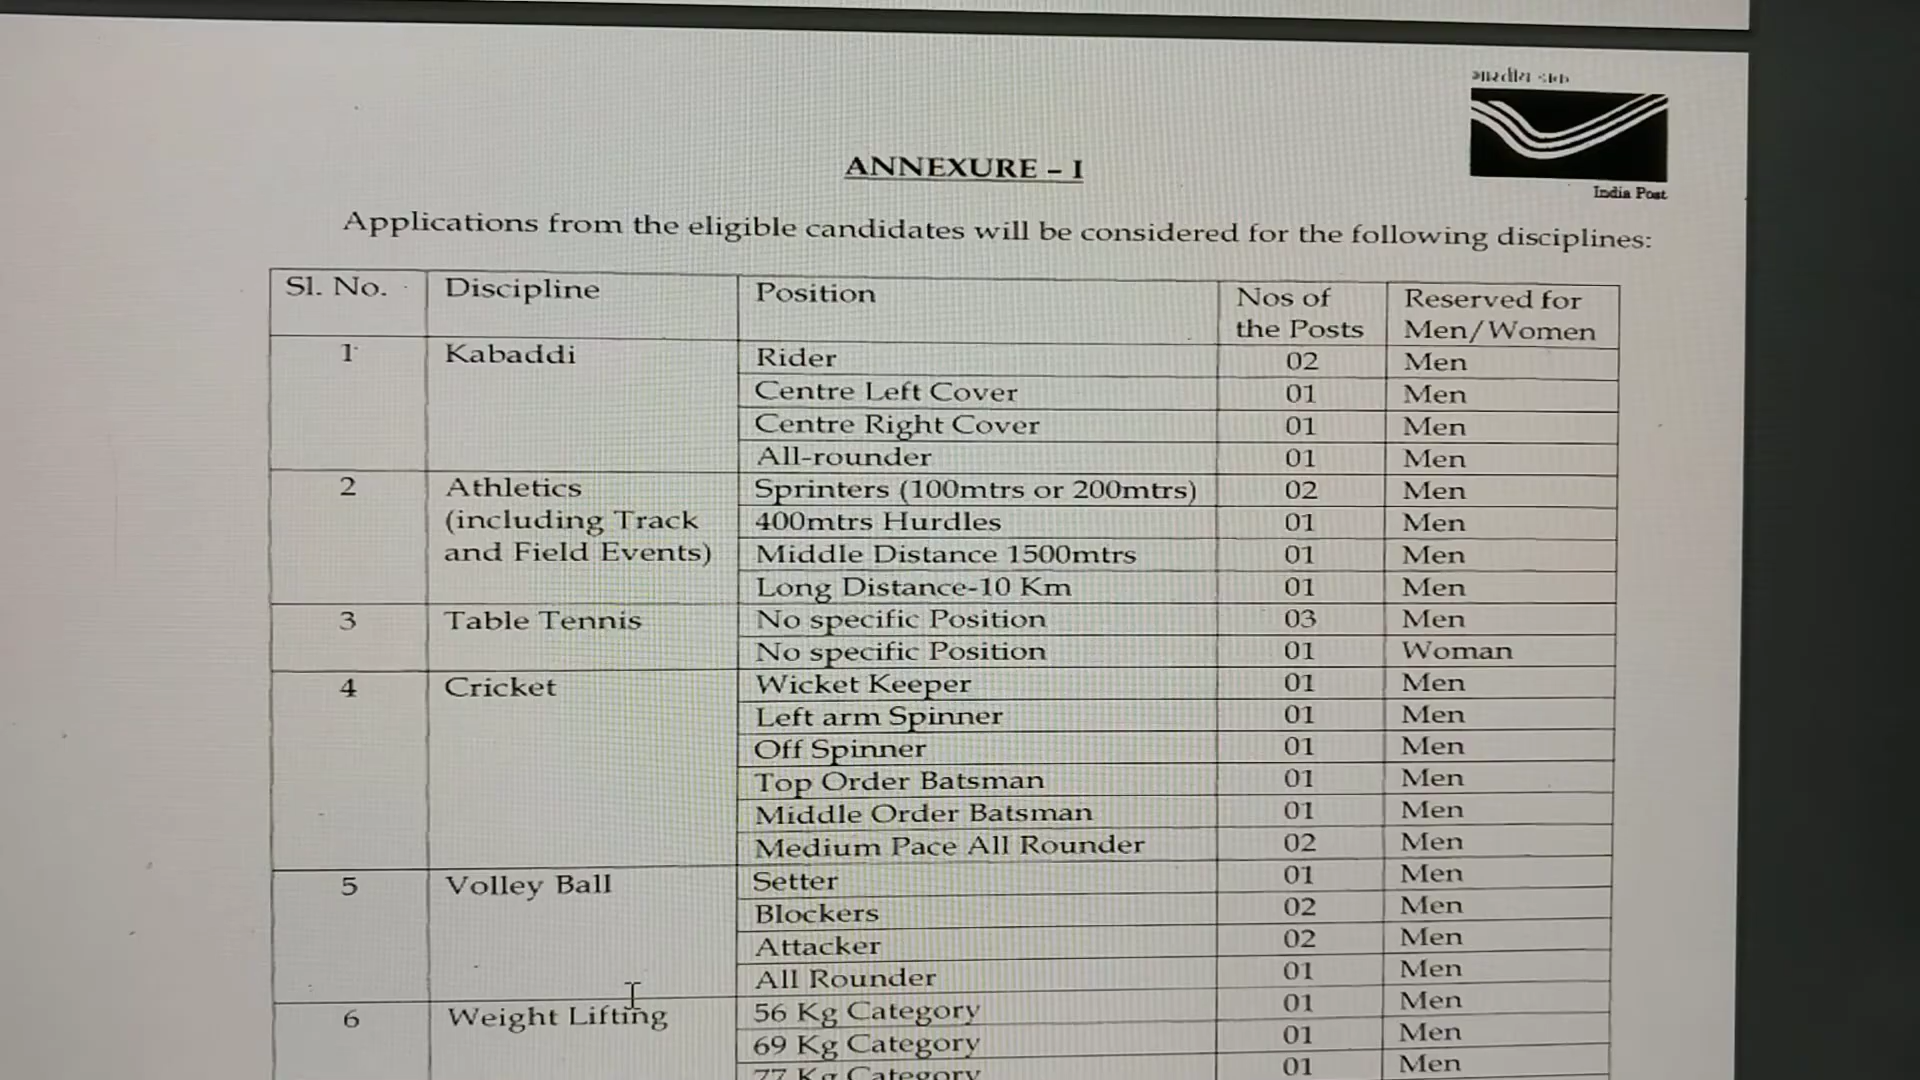 भारतीय डाक
India Post
ANNEXURE – I
Applications from the eligible candidates will be considered for the following disciplines:
Sl. No. Discipline Position Nos of the Posts Reserved for Men/Women
1 Kabaddi Rider 02 Men
Centre Left Cover 01 Men
Centre Right Cover 01 Men
All-rounder 01 Men
2 Athletics Sprinters (100mtrs or 200mtrs) 02 Men
(including Track 400mtrs Hurdles 01 Men
and Field Events) Middle Distance 1500mtrs 01 Men
Long Distance-10 Km 01 Men
3 Table Tennis No specific Position 03 Men
No specific Position 01 Woman
4 Cricket Wicket Keeper 01 Men
Left arm Spinner 01 Men
Off Spinner 01 Men
Top Order Batsman 01 Men
Middle Order Batsman 01 Men
Medium Pace All Rounder 02 Men
5 Volley Ball Setter 01 Men
Blockers 02 Men
Attacker 02 Men
All Rounder 01 Men
6 Weight Lifting 56 Kg Category 01 Men
69 Kg Category 01 Men
77 Kg Category 01 Men